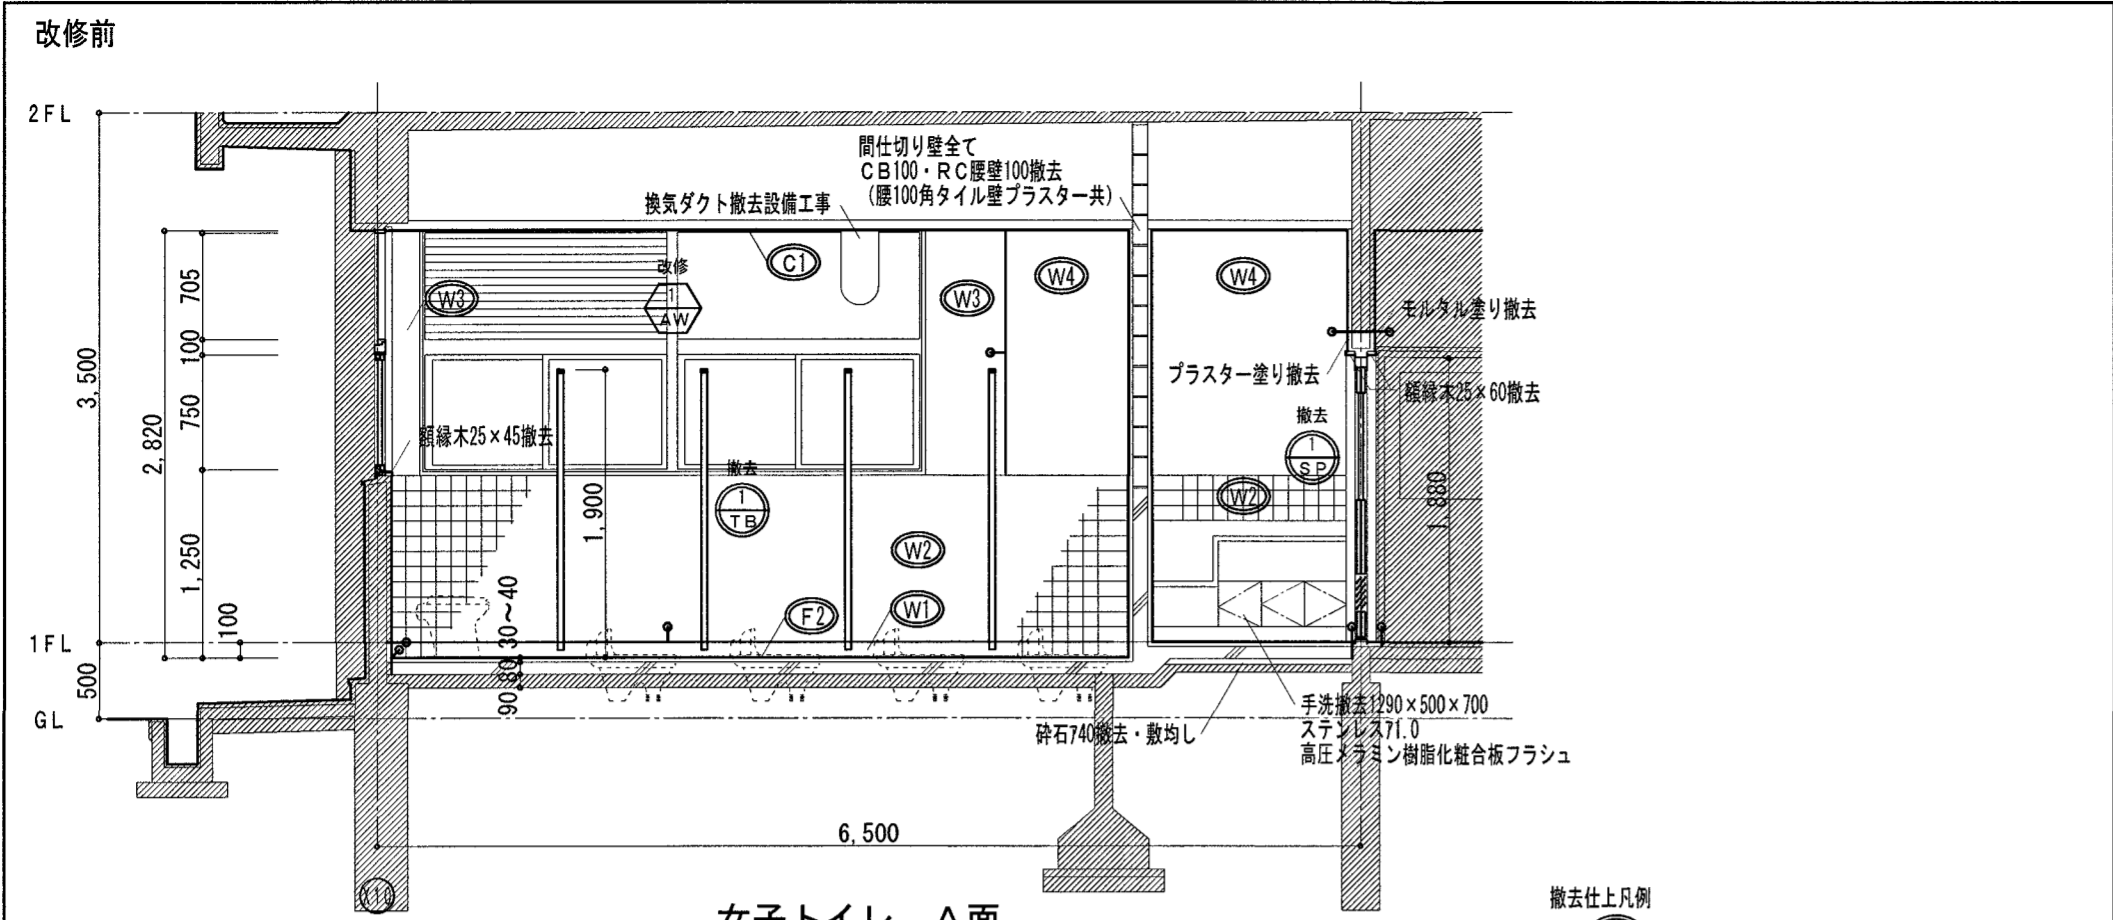 改修前
2FL
間仕切り壁全て
CB100・RC腰壁100撤去
(腰100角タイル壁プラスター共)
換気ダクト撤去設備工事
C1
改修
1
AW
W3
W3
W4
W4
モルタル塗り撤去
プラスター塗り撤去
額縁木25×60撤去
額縁木25×45撤去
撤去
1
SP
撤去
1
TB
W2
W2
W1
F2
3,500
2,820
705
100
750
1,250
100
1,900
1,880
1FL
500
GL
90 80 30~40
手洗撤去1290×500×700
高圧メラミン樹脂化粧合板フラシュ
砕石740撤去・敷均し
6,500
X10
女子トイレ A面
撤去仕上凡例